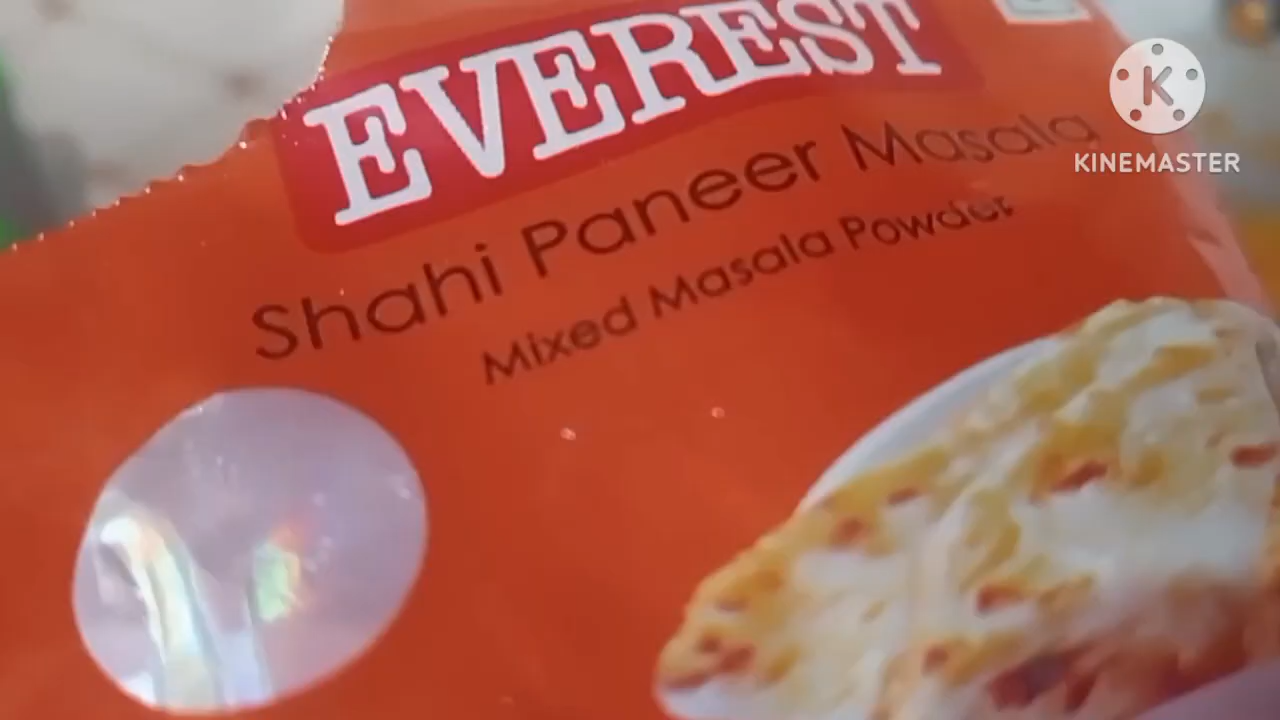 EVEREST
Shahi Paneer Masala
Mixed Masala Powder
K
KINEMASTER